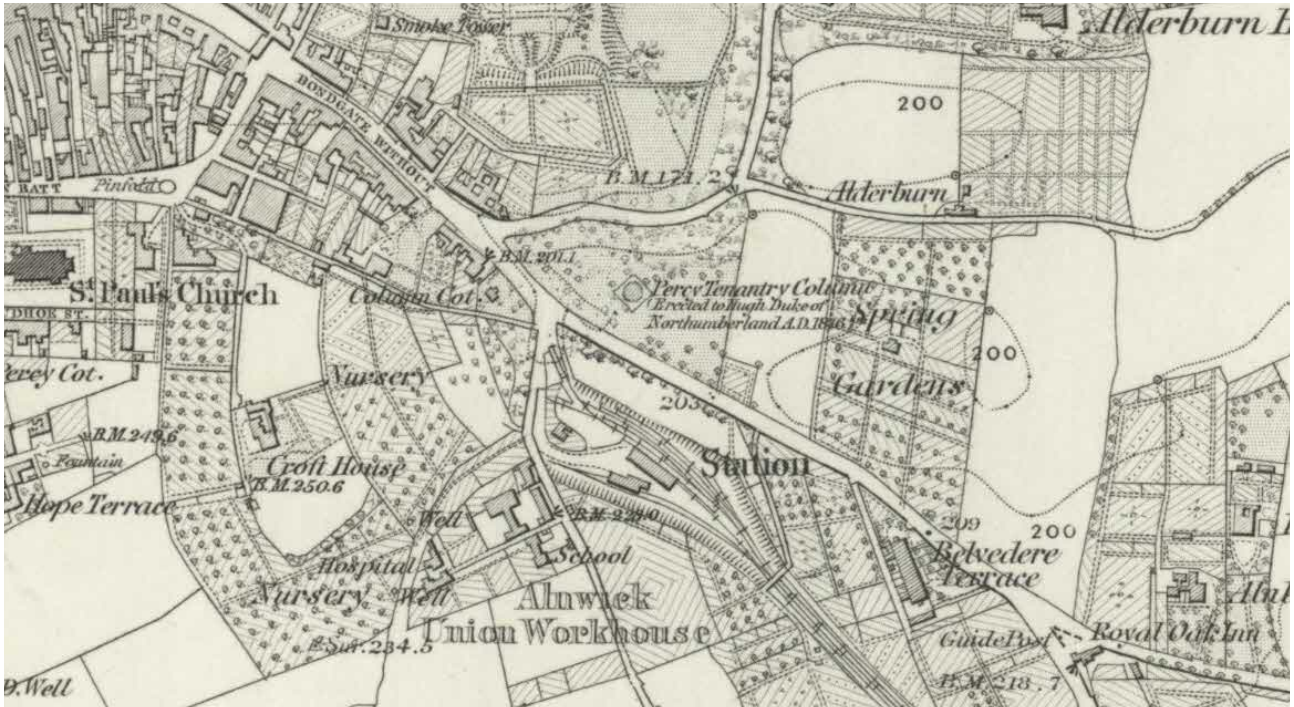 Smoke Tower
Alderburn
200
BONDGATE WITHOUT
B.M. 171.2
BATT
Pinfold
Alderburn
B.M. 201.1
St. Paul's Church
Column Cot.
Percy Tenantry Column
Erected to Hugh Duke of
Northumberland A.D. 1816
Spring
200
Gardens
Nursery
Percy Cot.
203
B.M. 249.6
Fountain
Croft House
B.M. 250.6
Station
Hope Terrace
Well
B.M. 229.0
209
200
School
Belvedere
Terrace
Hospital
Well
Nursery
Alnwick
Union Workhouse
Sur. 234.5
Guide Post
Royal Oak Inn
B.M. 218.7
Well